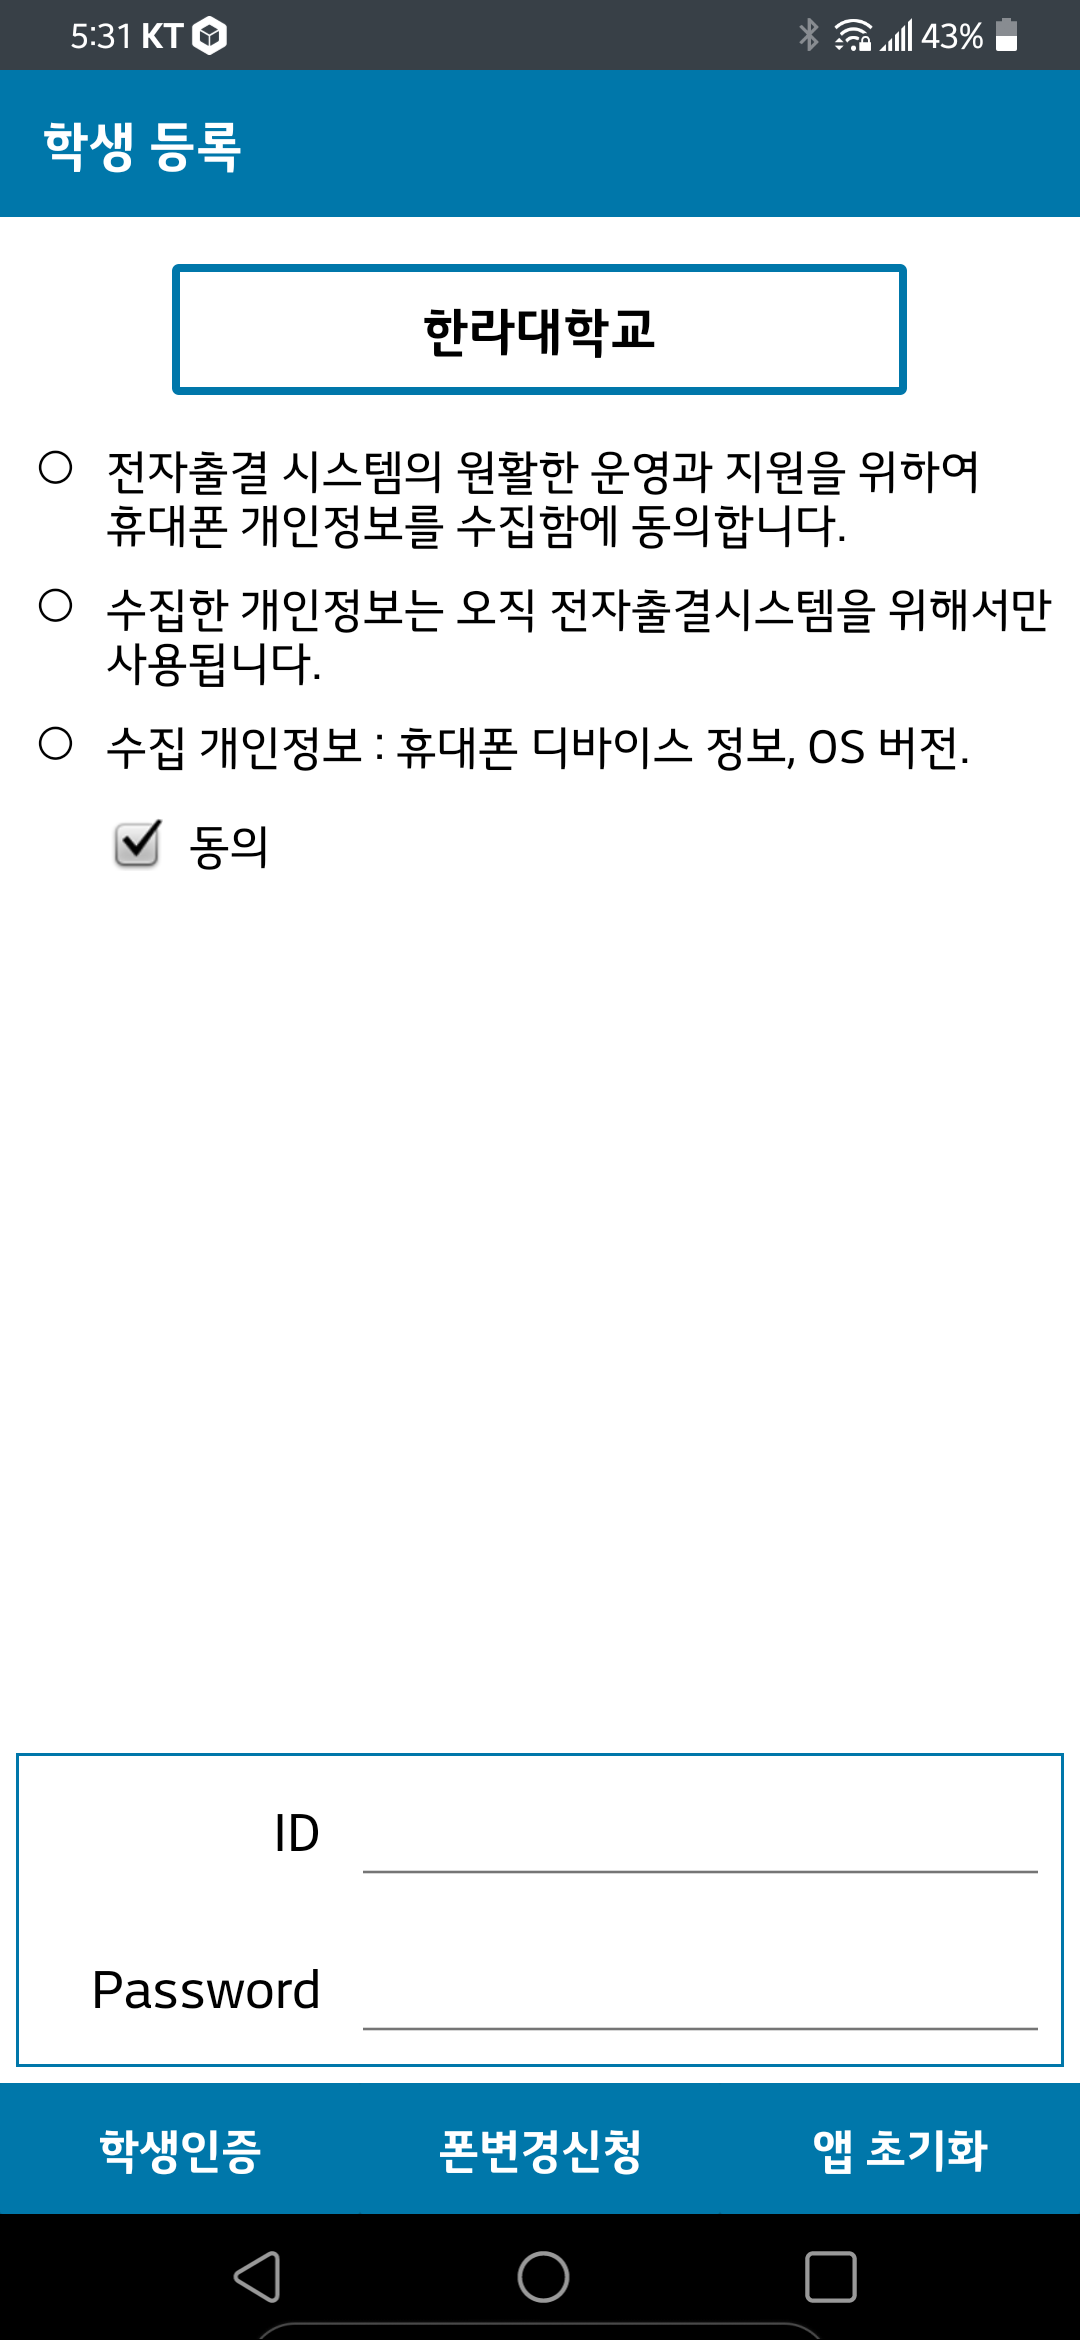 5:31 KT 43%
학생 등록
한라대학교
전자출결 시스템의 원활한 운영과 지원을 위하여
휴대폰 개인정보를 수집함에 동의합니다.
수집한 개인정보는 오직 전자출결시스템을 위해서만
사용됩니다.
수집 개인정보 : 휴대폰 디바이스 정보, OS 버전.
동의
ID
Password
학생인증 폰변경신청 앱 초기화